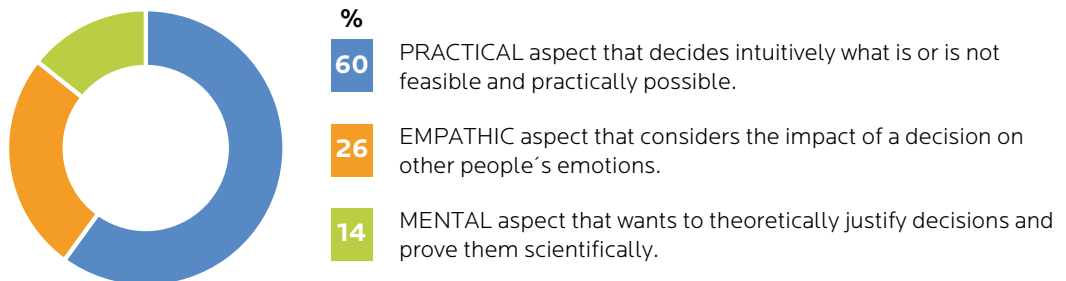 %
60
PRACTICAL aspect that decides intuitively what is or is not
feasible and practically possible.
26
EMPATHIC aspect that considers the impact of a decision on
other people´s emotions.
14
MENTAL aspect that wants to theoretically justify decisions and
prove them scientifically.